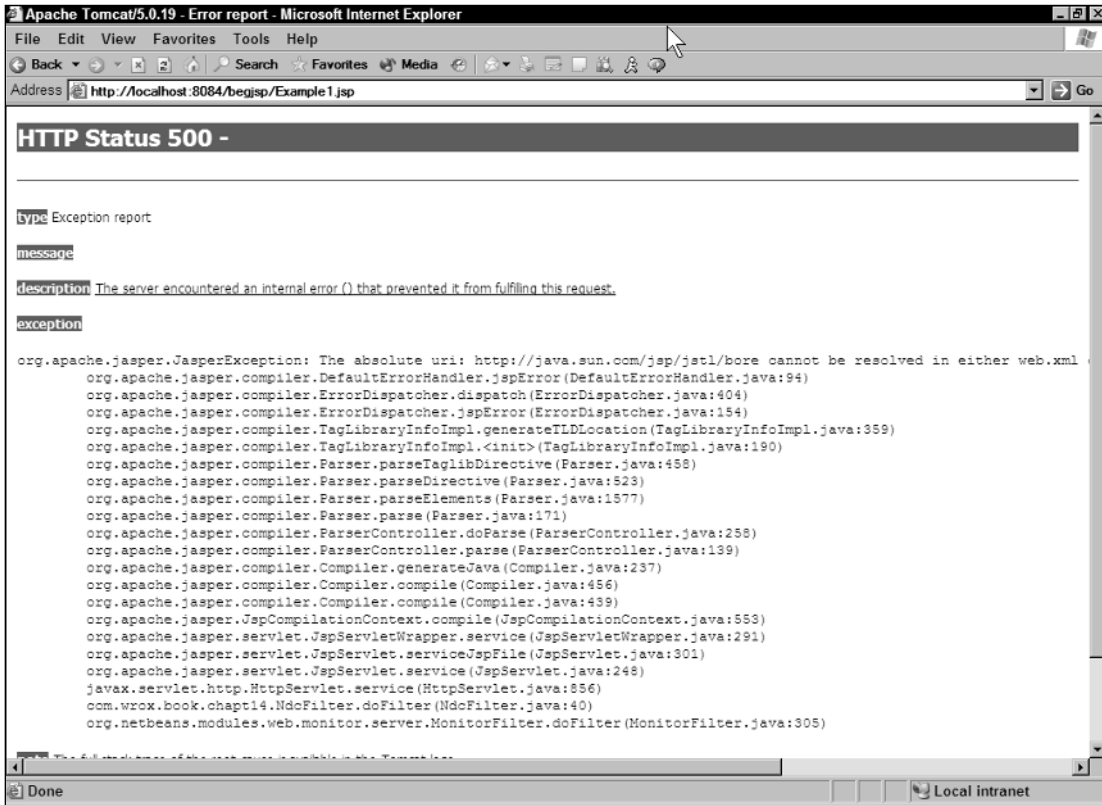 Apache Tomcat/5.0.19 - Error report - Microsoft Internet Explorer
File Edit View Favorites Tools Help
Back Search Favorites Media
Address http://localhost:8084/begjsp/Example1.jsp Go
HTTP Status 500 -
type Exception report
message
description The server encountered an internal error () that prevented it from fulfilling this request.
exception
org.apache.jasper.JasperException: The absolute uri: http://java.sun.com/jsp/jstl/bore cannot be resolved in either web.xml
org.apache.jasper.compiler.DefaultErrorHandler.jspError(DefaultErrorHandler.java:94)
org.apache.jasper.compiler.ErrorDispatcher.dispatch(ErrorDispatcher.java:404)
org.apache.jasper.compiler.ErrorDispatcher.jspError(ErrorDispatcher.java:154)
org.apache.jasper.compiler.TagLibraryInfoImpl.generateTLDLocation(TagLibraryInfoImpl.java:359)
org.apache.jasper.compiler.TagLibraryInfoImpl.<init>(TagLibraryInfoImpl.java:190)
org.apache.jasper.compiler.Parser.parseTaglibDirective(Parser.java:458)
org.apache.jasper.compiler.Parser.parseDirective(Parser.java:523)
org.apache.jasper.compiler.Parser.parseElements(Parser.java:1577)
org.apache.jasper.compiler.Parser.parse(Parser.java:171)
org.apache.jasper.compiler.ParserController.doParse(ParserController.java:258)
org.apache.jasper.compiler.ParserController.parse(ParserController.java:139)
org.apache.jasper.compiler.Compiler.generateJava(Compiler.java:237)
org.apache.jasper.compiler.Compiler.compile(Compiler.java:456)
org.apache.jasper.compiler.Compiler.compile(Compiler.java:439)
org.apache.jasper.JspCompilationContext.compile(JspCompilationContext.java:553)
org.apache.jasper.servlet.JspServletWrapper.service(JspServletWrapper.java:291)
org.apache.jasper.servlet.JspServlet.serviceJspFile(JspServlet.java:301)
org.apache.jasper.servlet.JspServlet.service(JspServlet.java:248)
javax.servlet.http.HttpServlet.service(HttpServlet.java:856)
com.wrox.book.chapt14.NdcFilter.doFilter(NdcFilter.java:40)
org.netbeans.modules.web.monitor.server.MonitorFilter.doFilter(MonitorFilter.java:305)
Done Local intranet